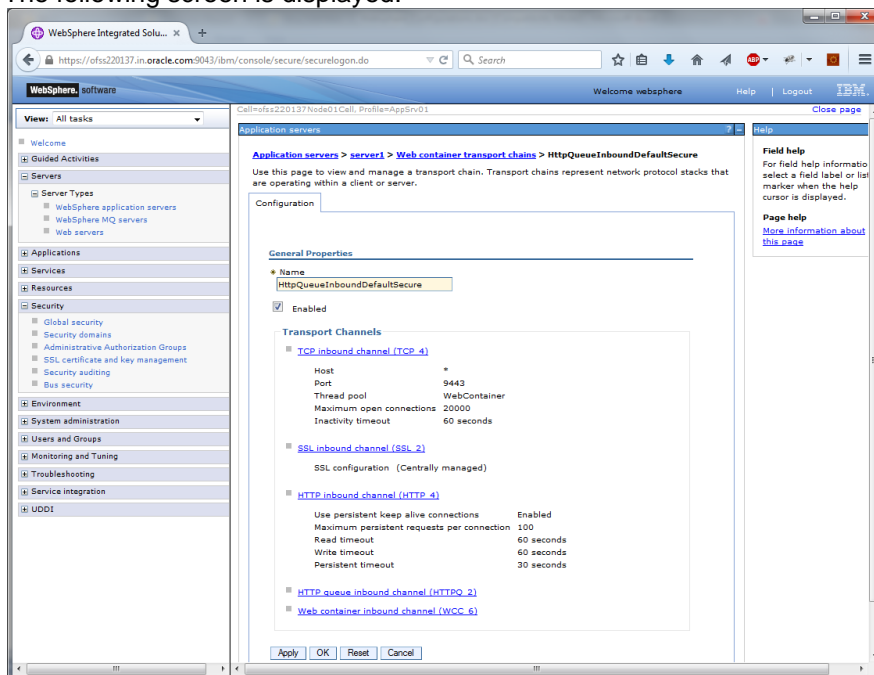 The following screen is displayed:
WebSphere Integrated Solu... × +
https://ofss220137.in.oracle.com:9043/ibm/console/secure/securelogon.do
Search
ABP
WebSphere. software
Welcome websphere
Help | Logout
IBM.
Cell=ofss220137Node01Cell, Profile=AppSrv01
Close page
View: All tasks
Welcome
Guided Activities
Servers
Server Types
WebSphere application servers
WebSphere MQ servers
Web servers
Applications
Services
Resources
Security
Global security
Security domains
Administrative Authorization Groups
SSL certificate and key management
Security auditing
Bus security
Environment
System administration
Users and Groups
Monitoring and Tuning
Troubleshooting
Service integration
UDDI
Application servers
? -
Application servers > server1 > Web container transport chains > HttpQueueInboundDefaultSecure
Use this page to view and manage a transport chain. Transport chains represent network protocol stacks that
are operating within a client or server.
Configuration
General Properties
* Name
HttpQueueInboundDefaultSecure
Enabled
Transport Channels
TCP inbound channel (TCP_4)
Host *
Port 9443
Thread pool WebContainer
Maximum open connections 20000
Inactivity timeout 60 seconds
SSL inbound channel (SSL_2)
SSL configuration (Centrally managed)
HTTP inbound channel (HTTP_4)
Use persistent keep alive connections Enabled
Maximum persistent requests per connection 100
Read timeout 60 seconds
Write timeout 60 seconds
Persistent timeout 30 seconds
HTTP queue inbound channel (HTTPQ_2)
Web container inbound channel (WCC_6)
Apply OK Reset Cancel
Help
Field help
For field help informatio
select a field label or list
marker when the help
cursor is displayed.
Page help
More information about
this page